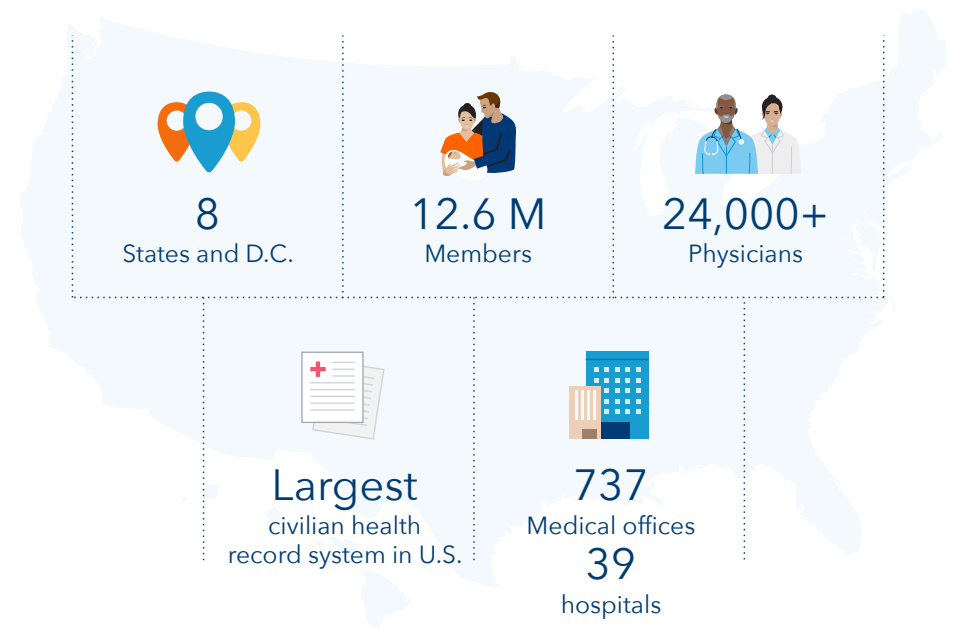 8
States and D.C.
12.6 M
Members
24,000+
Physicians
Largest
civilian health
record system in U.S.
737
Medical offices
39
hospitals